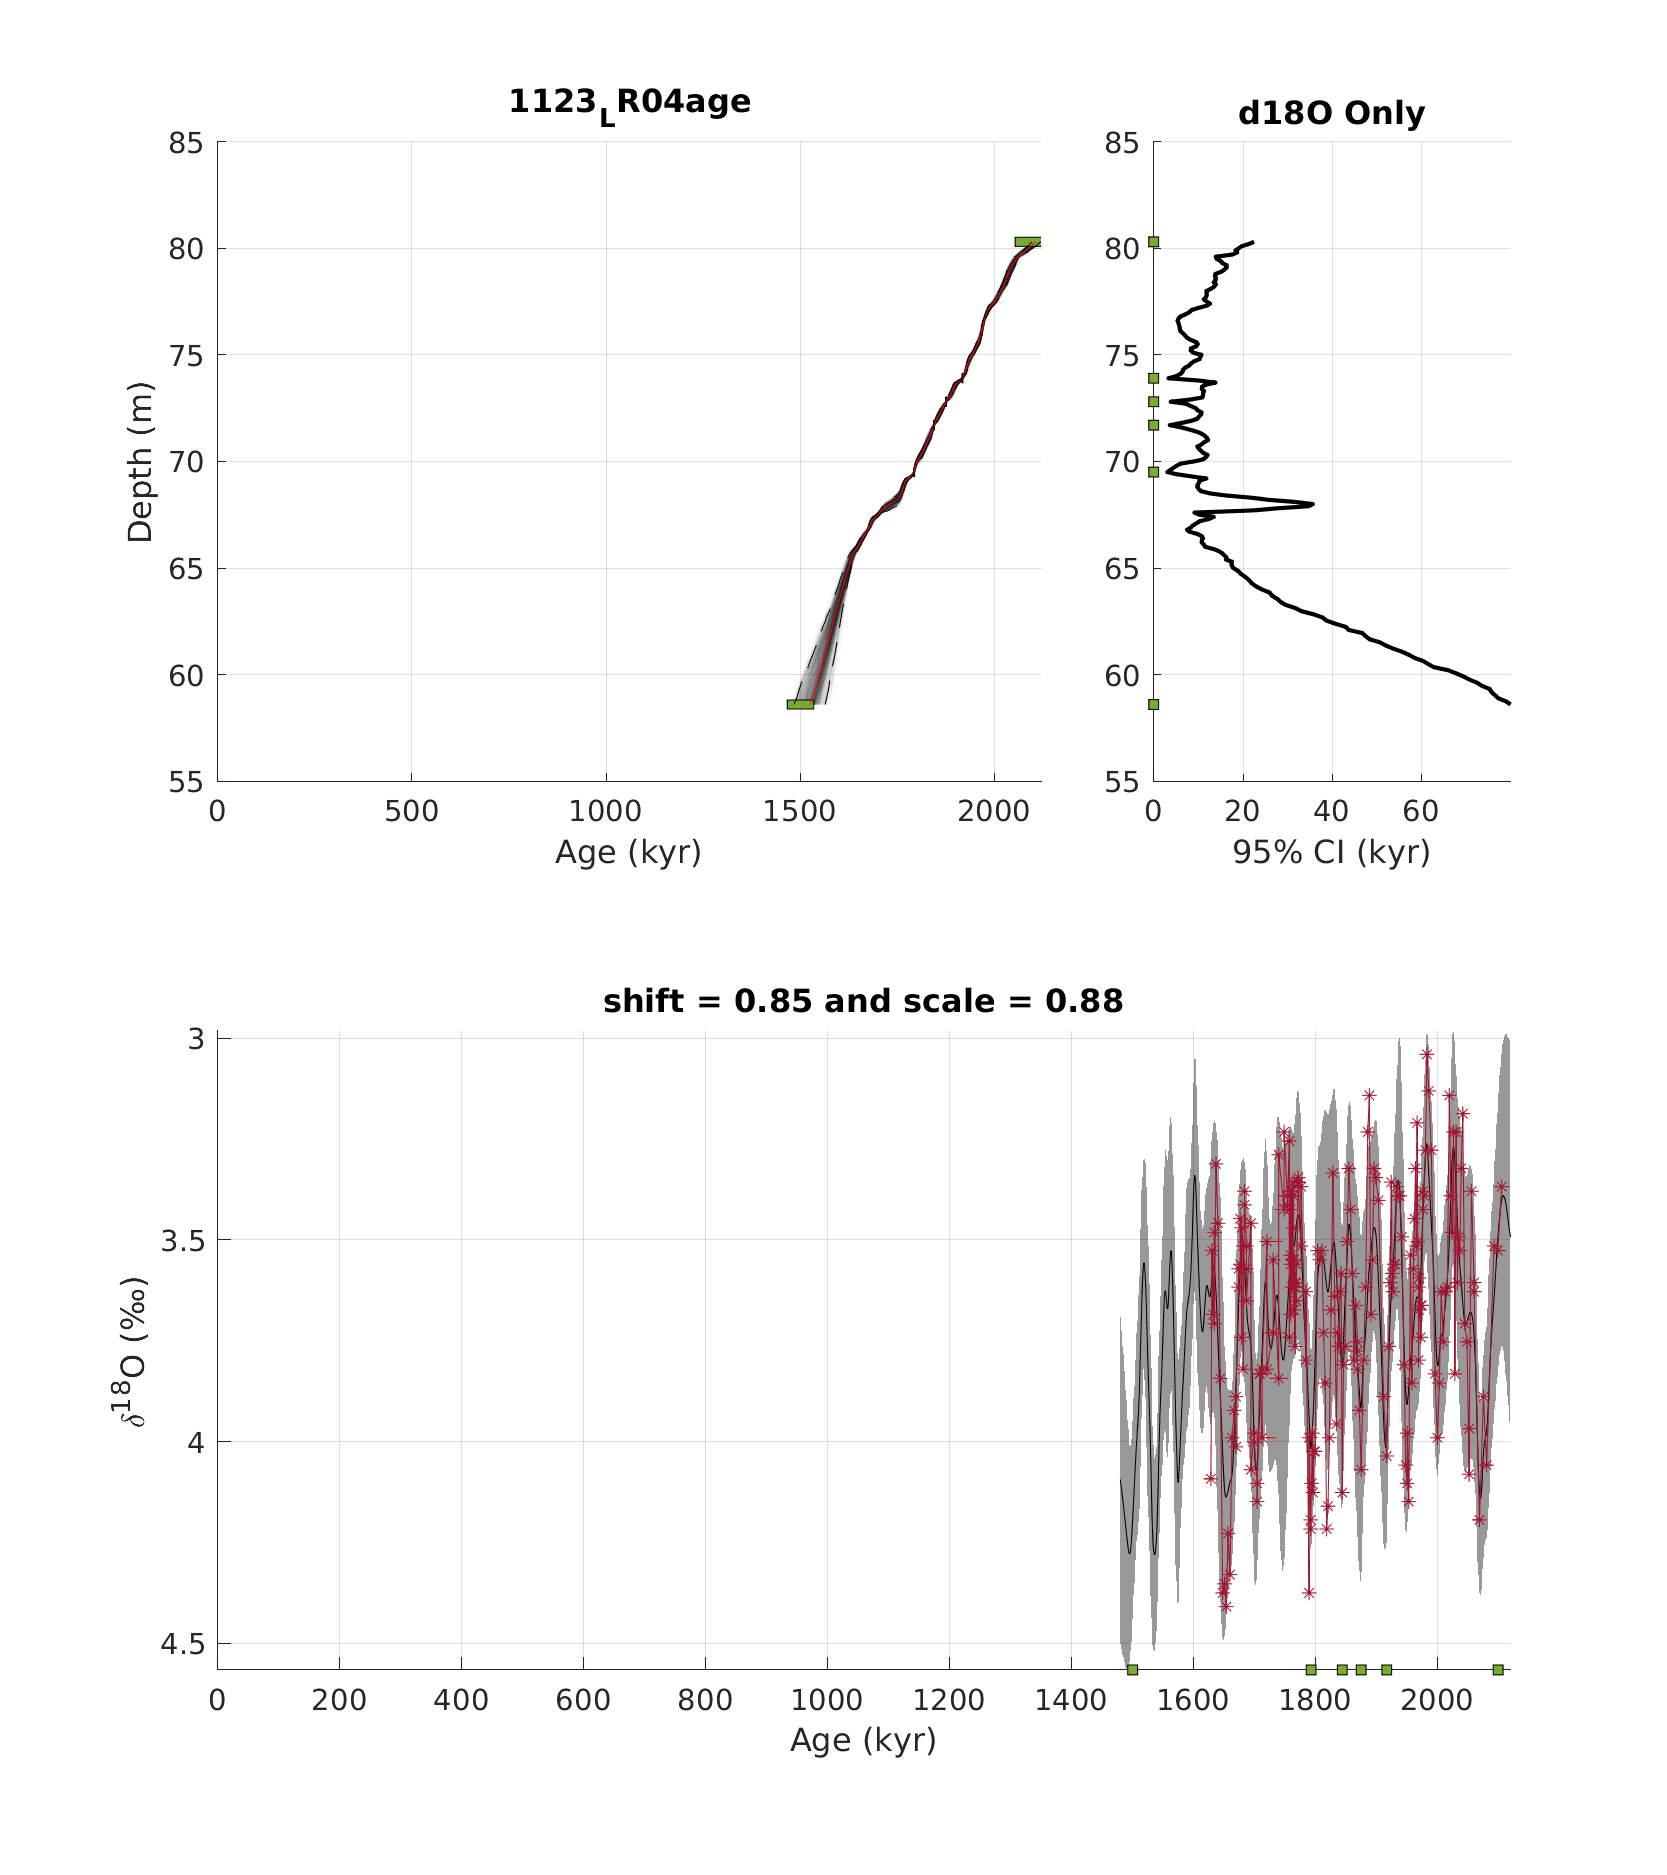 1123LR04age
85
80
75
70
65
60
55
Depth (m)
0 500 1000 1500 2000
Age (kyr)
d18O Only
85
80
75
70
65
60
55
0 20 40 60
95% CI (kyr)
shift = 0.85 and scale = 0.88
3
3.5
4
4.5
δ18O (‰)
0 200 400 600 800 1000 1200 1400 1600 1800 2000
Age (kyr)